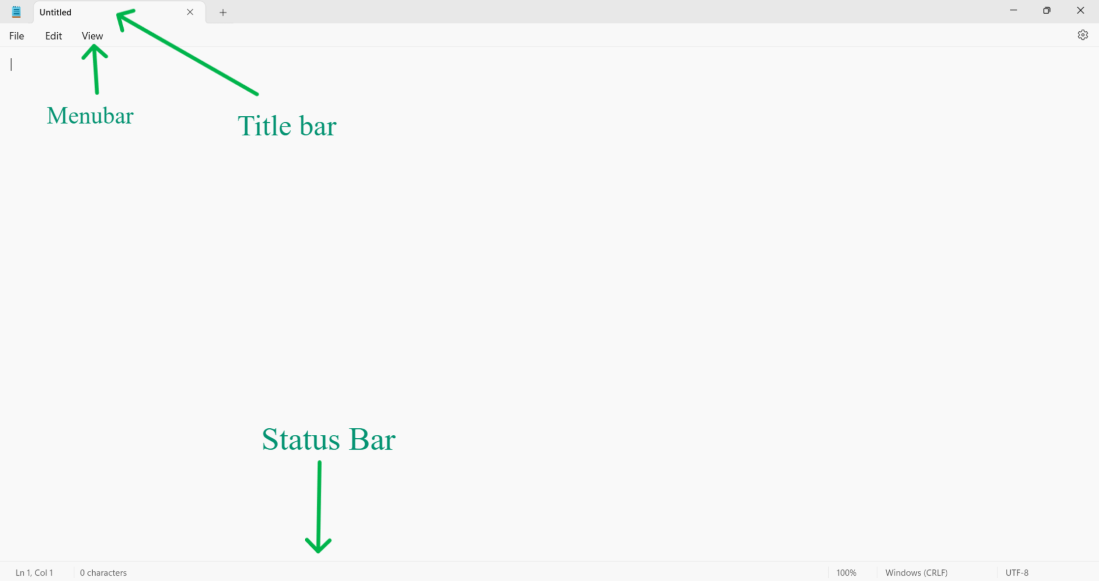 Untitled
File Edit View
Menubar
Title bar
Status Bar
Ln 1, Col 1 0 characters 100% Windows (CRLF) UTF-8